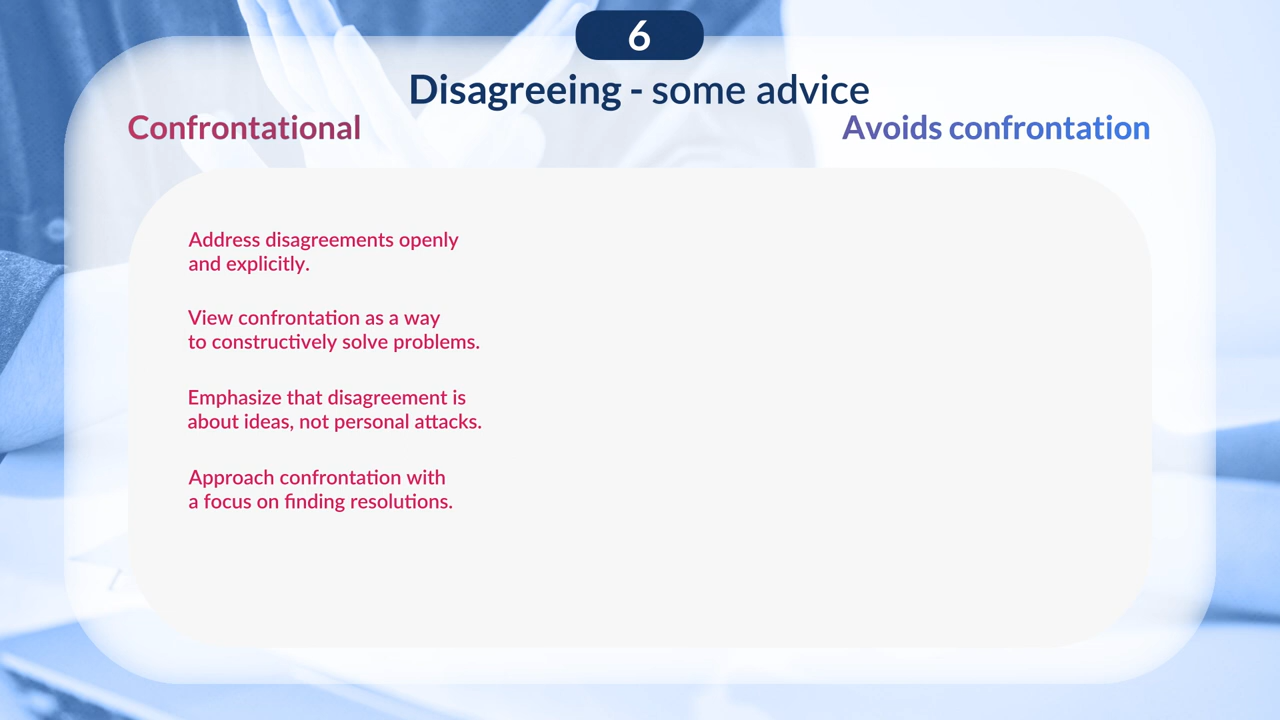 6
Disagreeing - some advice
Confrontational
Avoids confrontation
Address disagreements openly
and explicitly.
View confrontation as a way
to constructively solve problems.
Emphasize that disagreement is
about ideas, not personal attacks.
Approach confrontation with
a focus on finding resolutions.